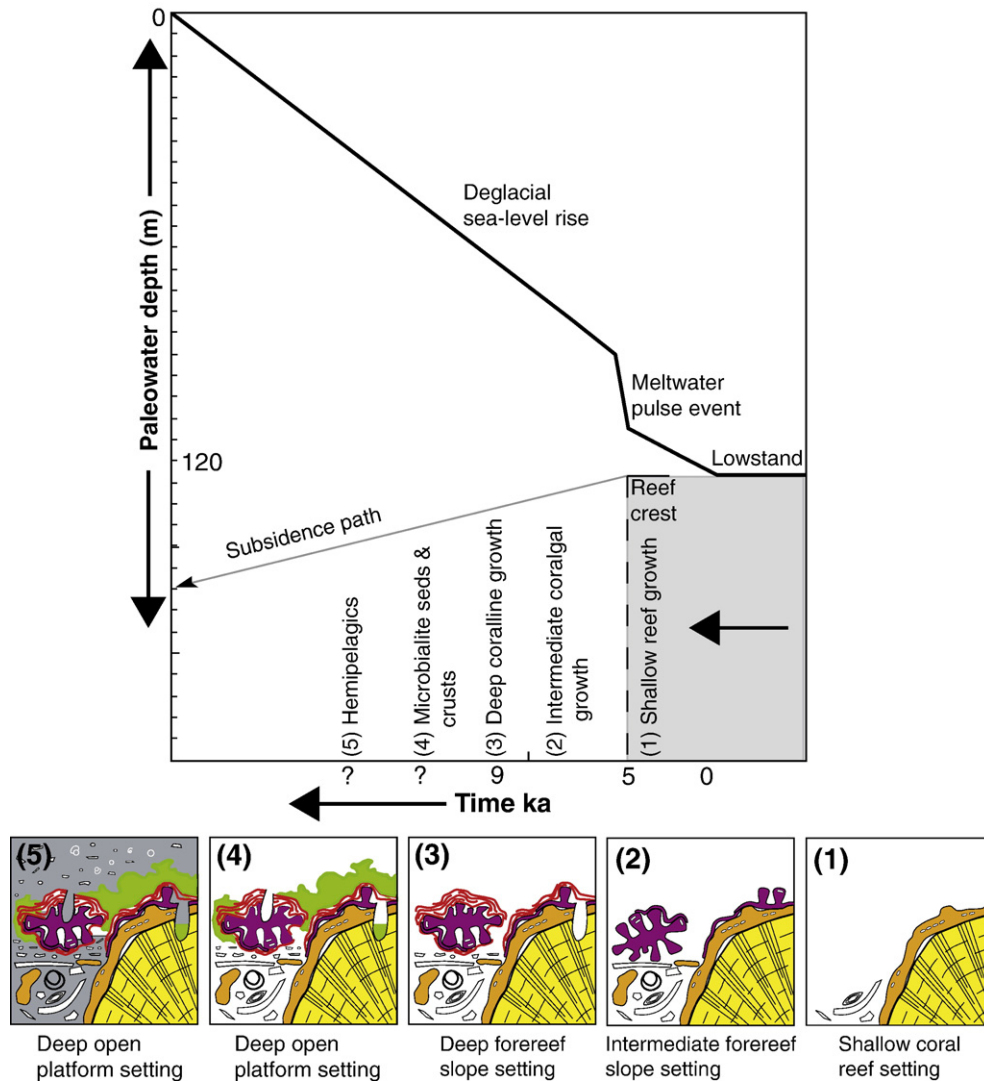 0
Paleowater depth (m)
120
Deglacial
sea-level rise
Meltwater
pulse event
Lowstand
Reef
crest
Subsidence path
(5) Hemipelagics
(4) Microbialite seds &
crusts
(3) Deep coralline growth
(2) Intermediate coralgal
growth
(1) Shallow reef growth
? ? 9 5 0
Time ka
(5) (4) (3) (2) (1)
Deep open
platform setting
Deep open
platform setting
Deep forereef
slope setting
Intermediate forereef
slope setting
Shallow coral
reef setting